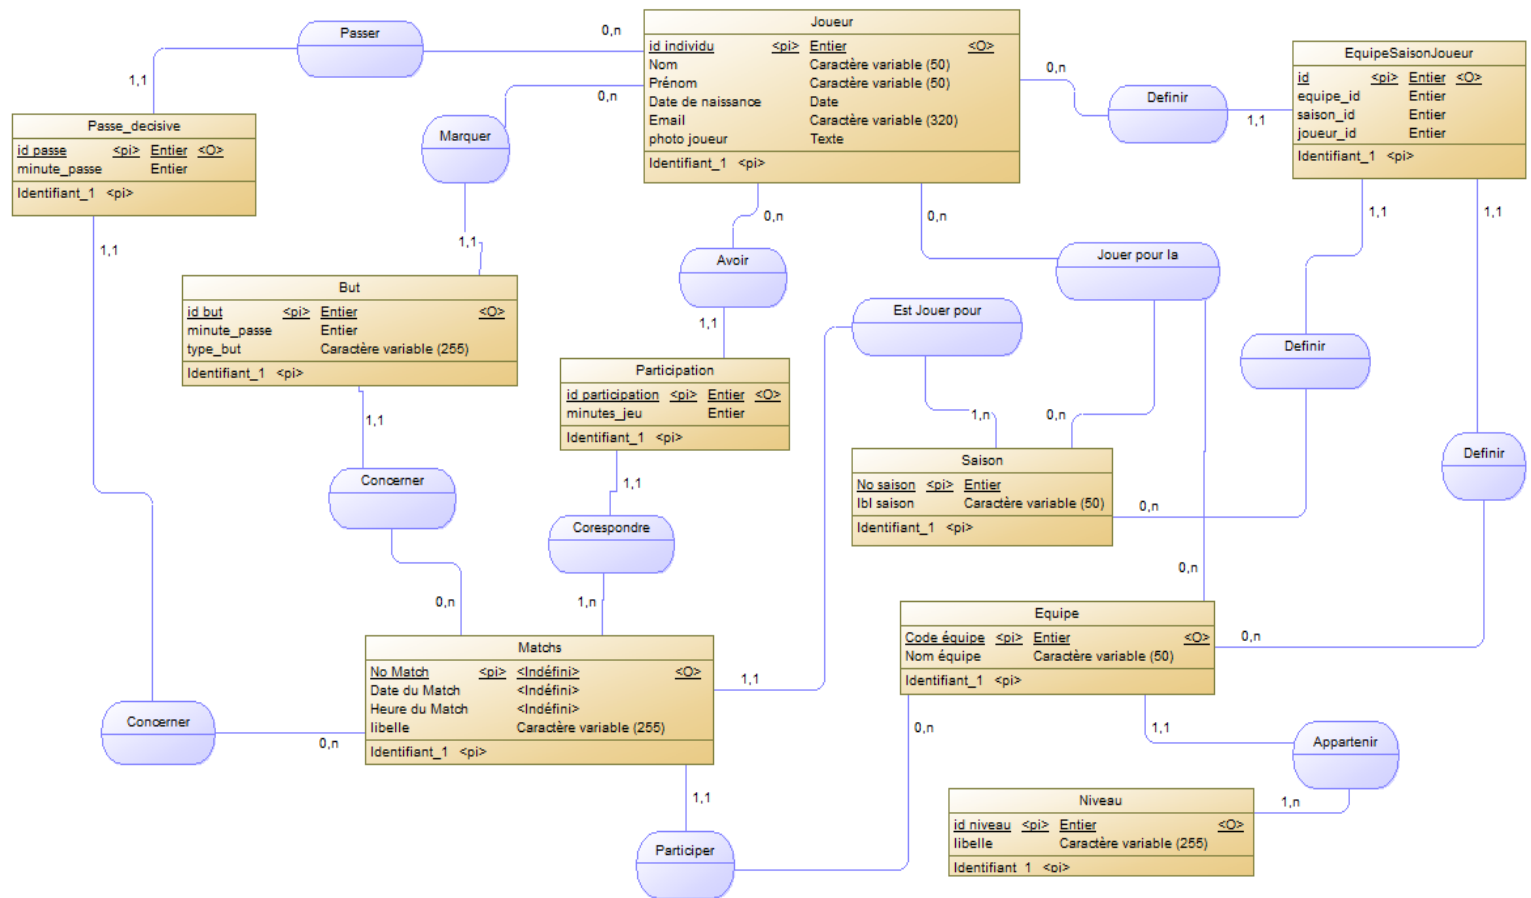 Joueur
id individu <pi> Entier <O>
Nom Caractère variable (50)
Prénom Caractère variable (50)
Date de naissance Date
Email Caractère variable (320)
photo joueur Texte
Identifiant_1 <pi>
Passer
0,n
1,1
EquipeSaisonJoueur
id <pi> Entier <O>
equipe_id Entier
saison_id Entier
joueur_id Entier
Identifiant_1 <pi>
0,n
Definir
1,1
Passe_decisive
id passe <pi> Entier <O>
minute_passe Entier
Identifiant_1 <pi>
0,n
Marquer
1,1
1,1
0,n
0,n
1,1
1,1
Avoir
Jouer pour la
But
id but <pi> Entier <O>
minute_passe Entier
type_but Caractère variable (255)
Identifiant_1 <pi>
Est Jouer pour
1,1
Definir
Participation
id participation <pi> Entier <O>
minutes_jeu Entier
Identifiant_1 <pi>
1,1
1,n
0,n
Saison
No saison <pi> Entier
lbl saison Caractère variable (50)
Identifiant_1 <pi>
Definir
Concerner
1,1
0,n
Corespondre
0,n
0,n
1,n
Equipe
Code équipe <pi> Entier <O>
Nom équipe Caractère variable (50)
Identifiant_1 <pi>
0,n
Matchs
No Match <pi> <Indéfini> <O>
Date du Match <Indéfini>
Heure du Match <Indéfini>
libelle Caractère variable (255)
Identifiant_1 <pi>
1,1
Concerner
0,n
0,n
1,1
Appartenir
1,1
1,n
Niveau
id niveau <pi> Entier <O>
libelle Caractère variable (255)
Identifiant_1 <pi>
Participer